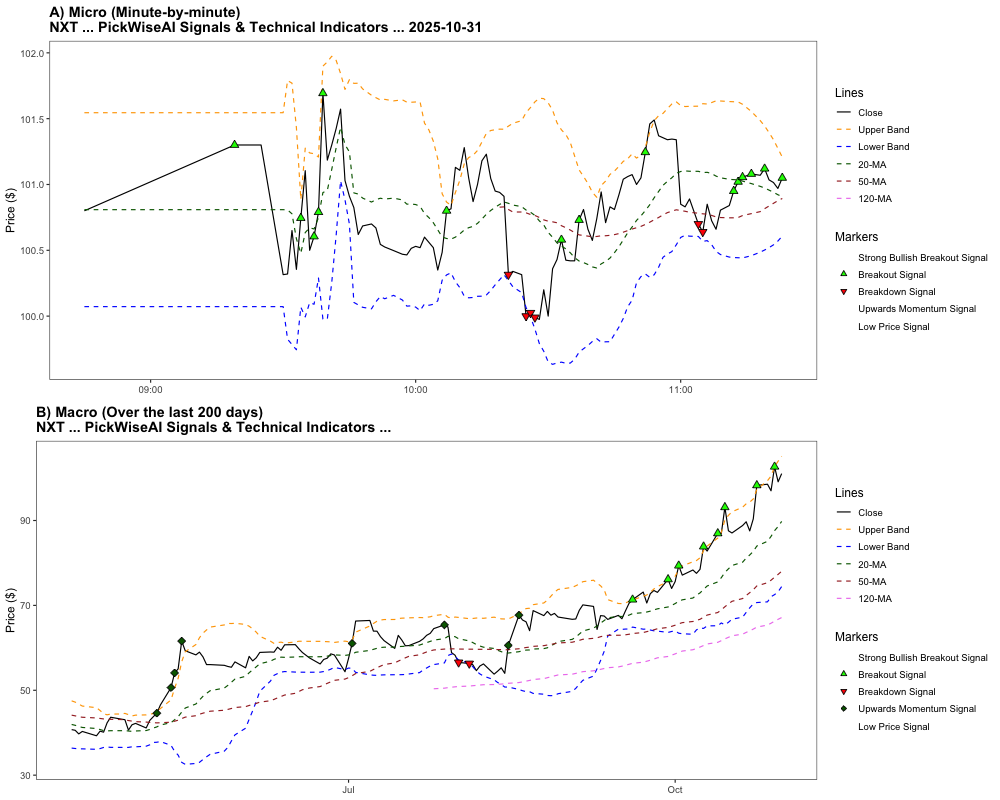 A) Micro (Minute-by-minute)
NXT ... PickWiseAI Signals & Technical Indicators ... 2025-10-31
102.0
101.5
101.0
100.5
100.0
Price ($)
09:00
10:00
11:00
Lines
Close
Upper Band
Lower Band
20-MA
50-MA
120-MA
Markers
Strong Bullish Breakout Signal
Breakout Signal
Breakdown Signal
Upwards Momentum Signal
Low Price Signal
B) Macro (Over the last 200 days)
NXT ... PickWiseAI Signals & Technical Indicators ...
90
70
50
30
Price ($)
Jul
Oct
Lines
Close
Upper Band
Lower Band
20-MA
50-MA
120-MA
Markers
Strong Bullish Breakout Signal
Breakout Signal
Breakdown Signal
Upwards Momentum Signal
Low Price Signal